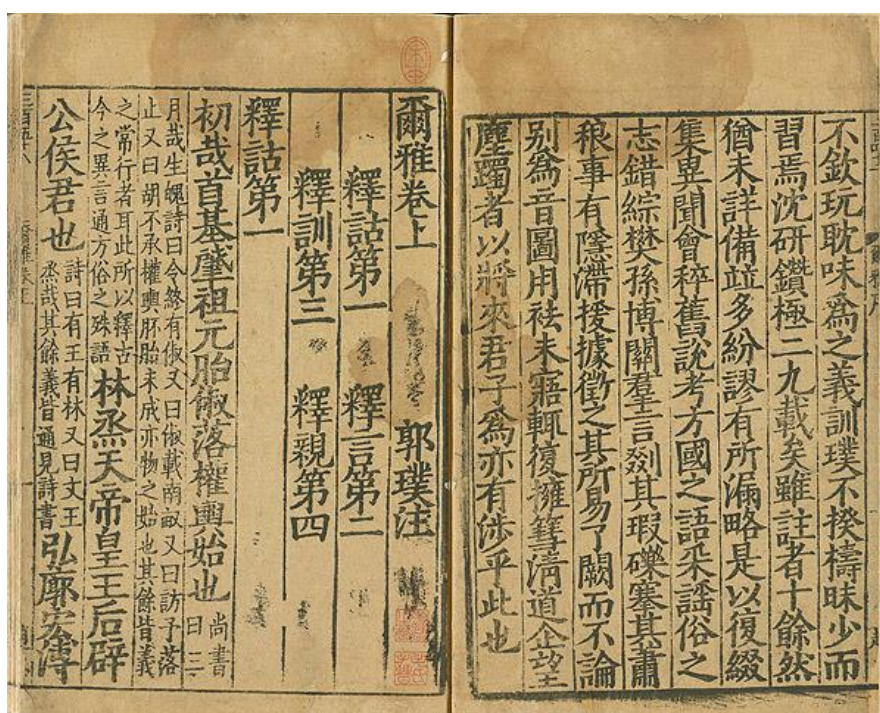 不欽玩耽味爲之義訓璞不揆檮昧少而
習焉沈研鑽極二九載矣雖註者十餘然
猶未詳備竝多紛謬有所漏略是以復綴
集異聞會稡舊說考方國之語采謠俗之
志錯綜樊孫博關羣言剟其瑕礫塞其蕭
稂事有隱滯援據徵之其所易了闕而不論
别爲音圖用袪未寤輒復擁篲清道企望
塵躅者以將來君子爲亦有涉乎此也
爾雅卷上 郭璞注
釋詁第一 釋言第二
釋訓第三 釋親第四
釋詁第一
初哉首基肇祖元胎俶落權輿始也 尚書曰三
月哉生魄詩曰令終有俶又曰俶載南畝又曰訪予落
止又曰胡不承權輿胚胎未成亦物之始也其餘皆義
之常行者耳此所以釋古今之異言通方俗之殊語 林烝天帝皇王后辟
公侯君也 詩曰有王有林又曰文王烝哉其餘義皆通見詩書 弘廓宏溥